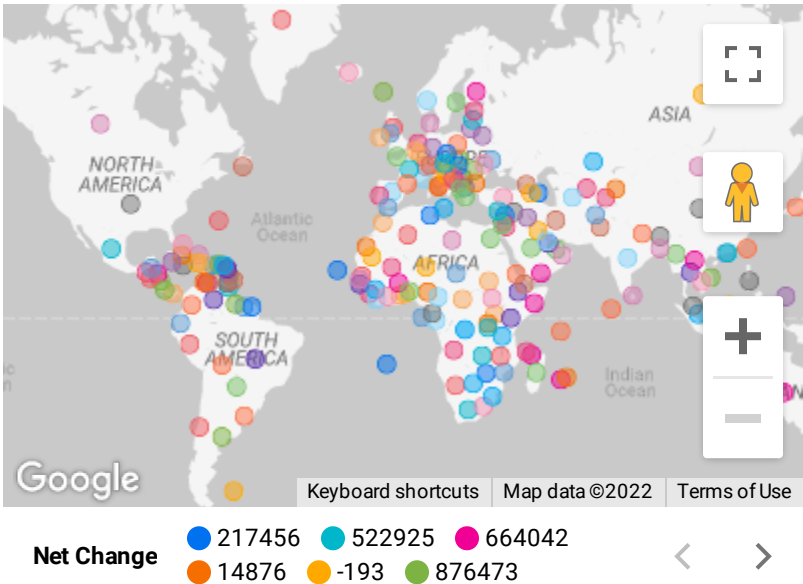 ASIA
NORTH
AMERICA
Atlantic
Ocean
AFRICA
SOUTH
AMERICA
Indian
Ocean
Google
Keyboard shortcuts
Map data ©2022
Terms of Use
Net Change
217456
522925
664042
14876
-193
876473